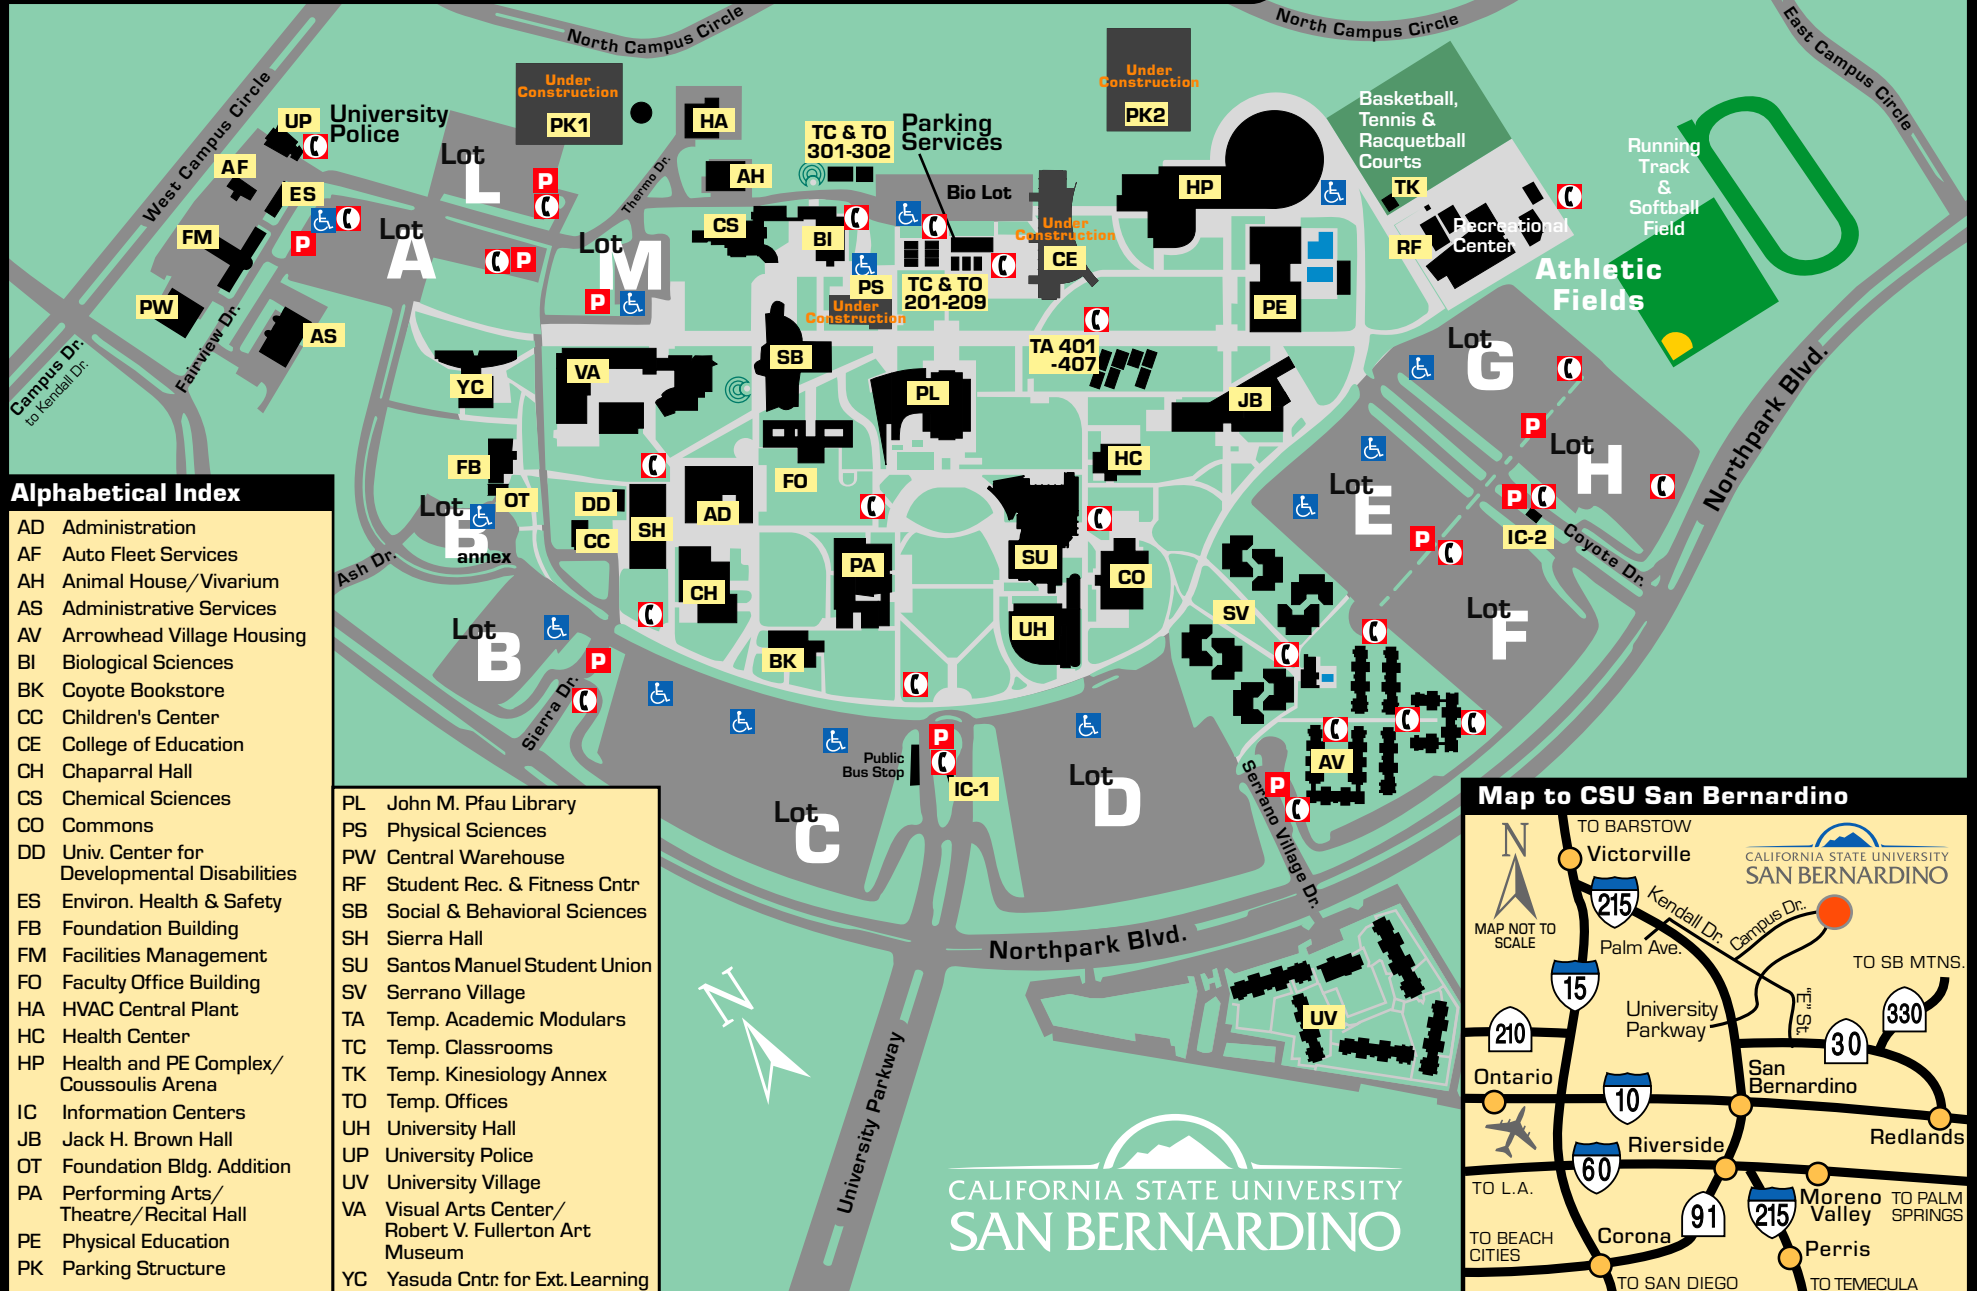 North Campus Circle
North Campus Circle
East Campus Circle
West Campus Circle
Under
Construction
PK1
Under
Construction
PK2
UP
University
Police
HA
TC & TO
301-302
Parking
Services
Basketball,
Tennis &
Racquetball
Courts
Running
Track
&
Softball
Field
AF
ES
Lot
L
P
AH
Thermo Dr.
Bio Lot
HP
TK
FM
P
Lot
A
P
Lot
M
P
CS
BI
PS
Under
Construction
TC & TO
201-209
Under
Construction
CE
RF
Recreational
Center
Athletic
Fields
PW
AS
Fairview Dr.
Campus Dr.
to Kendall Dr.
PE
YC
VA
SB
PL
TA 401
-407
JB
Lot
G
P
Lot
H
Northpark Blvd.
FB
OT
Lot
B
annex
Ash Dr.
DD
CC
SH
AD
FO
HC
Lot
E
P
P
IC-2
Coyote Dr.
CH
PA
SU
CO
SV
Lot
F
Lot
B
P
Sierra Dr.
BK
UH
Public
Bus Stop
P
IC-1
Lot
C
Lot
D
P
AV
Serrano Village Dr.
Northpark Blvd.
UV
University Parkway
N
CALIFORNIA STATE UNIVERSITY
SAN BERNARDINO
Alphabetical Index
AD Administration
AF Auto Fleet Services
AH Animal House/Vivarium
AS Administrative Services
AV Arrowhead Village Housing
BI Biological Sciences
BK Coyote Bookstore
CC Children's Center
CE College of Education
CH Chaparral Hall
CS Chemical Sciences
CO Commons
DD Univ. Center for
Developmental Disabilities
ES Environ. Health & Safety
FB Foundation Building
FM Facilities Management
FO Faculty Office Building
HA HVAC Central Plant
HC Health Center
HP Health and PE Complex/
Coussoulis Arena
IC Information Centers
JB Jack H. Brown Hall
OT Foundation Bldg. Addition
PA Performing Arts/
Theatre/Recital Hall
PE Physical Education
PK Parking Structure
PL John M. Pfau Library
PS Physical Sciences
PW Central Warehouse
RF Student Rec. & Fitness Cntr
SB Social & Behavioral Sciences
SH Sierra Hall
SU Santos Manuel Student Union
SV Serrano Village
TA Temp. Academic Modulars
TC Temp. Classrooms
TK Temp. Kinesiology Annex
TO Temp. Offices
UH University Hall
UP University Police
UV University Village
VA Visual Arts Center/
Robert V. Fullerton Art
Museum
YC Yasuda Cntr. for Ext. Learning
Map to CSU San Bernardino
N
MAP NOT TO
SCALE
TO BARSTOW
Victorville
CALIFORNIA STATE UNIVERSITY
SAN BERNARDINO
215
Kendall Dr.
Campus Dr.
Palm Ave.
TO SB MTNS.
15
University
Parkway
"E" St.
330
210
30
San
Bernardino
Ontario
10
Redlands
Riverside
60
TO L.A.
Moreno
Valley
TO PALM
SPRINGS
91
215
Corona
TO BEACH
CITIES
Perris
TO SAN DIEGO
TO TEMECULA